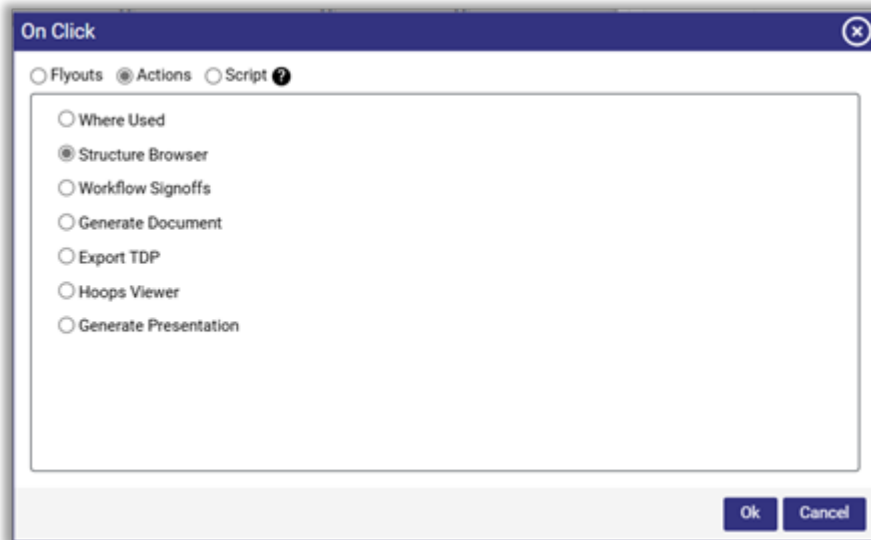 On Click
Flyouts Actions Script ?
Where Used
Structure Browser
Workflow Signoffs
Generate Document
Export TDP
Hoops Viewer
Generate Presentation
Ok Cancel